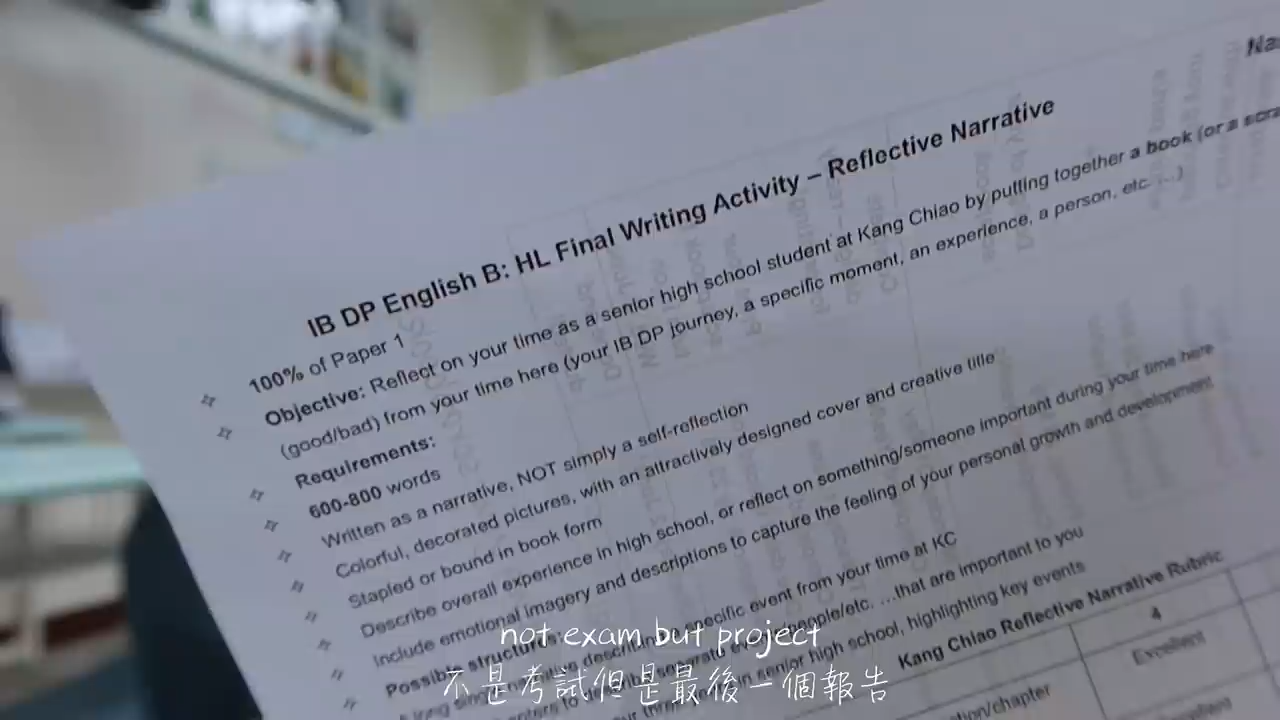 Na
IB DP English B: HL Final Writing Activity – Reflective Narrative
100% of Paper 1
Objective: Reflect on your time as a senior high school student at Kang Chiao by putting together a book (or a
(good/bad) from your time here (your IB DP journey, a specific moment, an experience, a person, etc. …)
Requirements:
600-800 words
Written as a narrative, NOT simply a self-reflection
Colorful, decorated pictures, with an attractively designed cover and creative title
Stapled or bound in book form
Describe overall experience in high school, or reflect on something/someone important during your time here
Include emotional imagery and descriptions to capture the feeling of your personal growth and development
Possible structures:
specific event from your time at KC
separate events/people/etc. …that are important to you
in senior high school, highlighting key events
Kang Chiao Reflective Narrative Rubric
4
Excellent
/chapter
not exam but project
不是考試但是最後一個報告